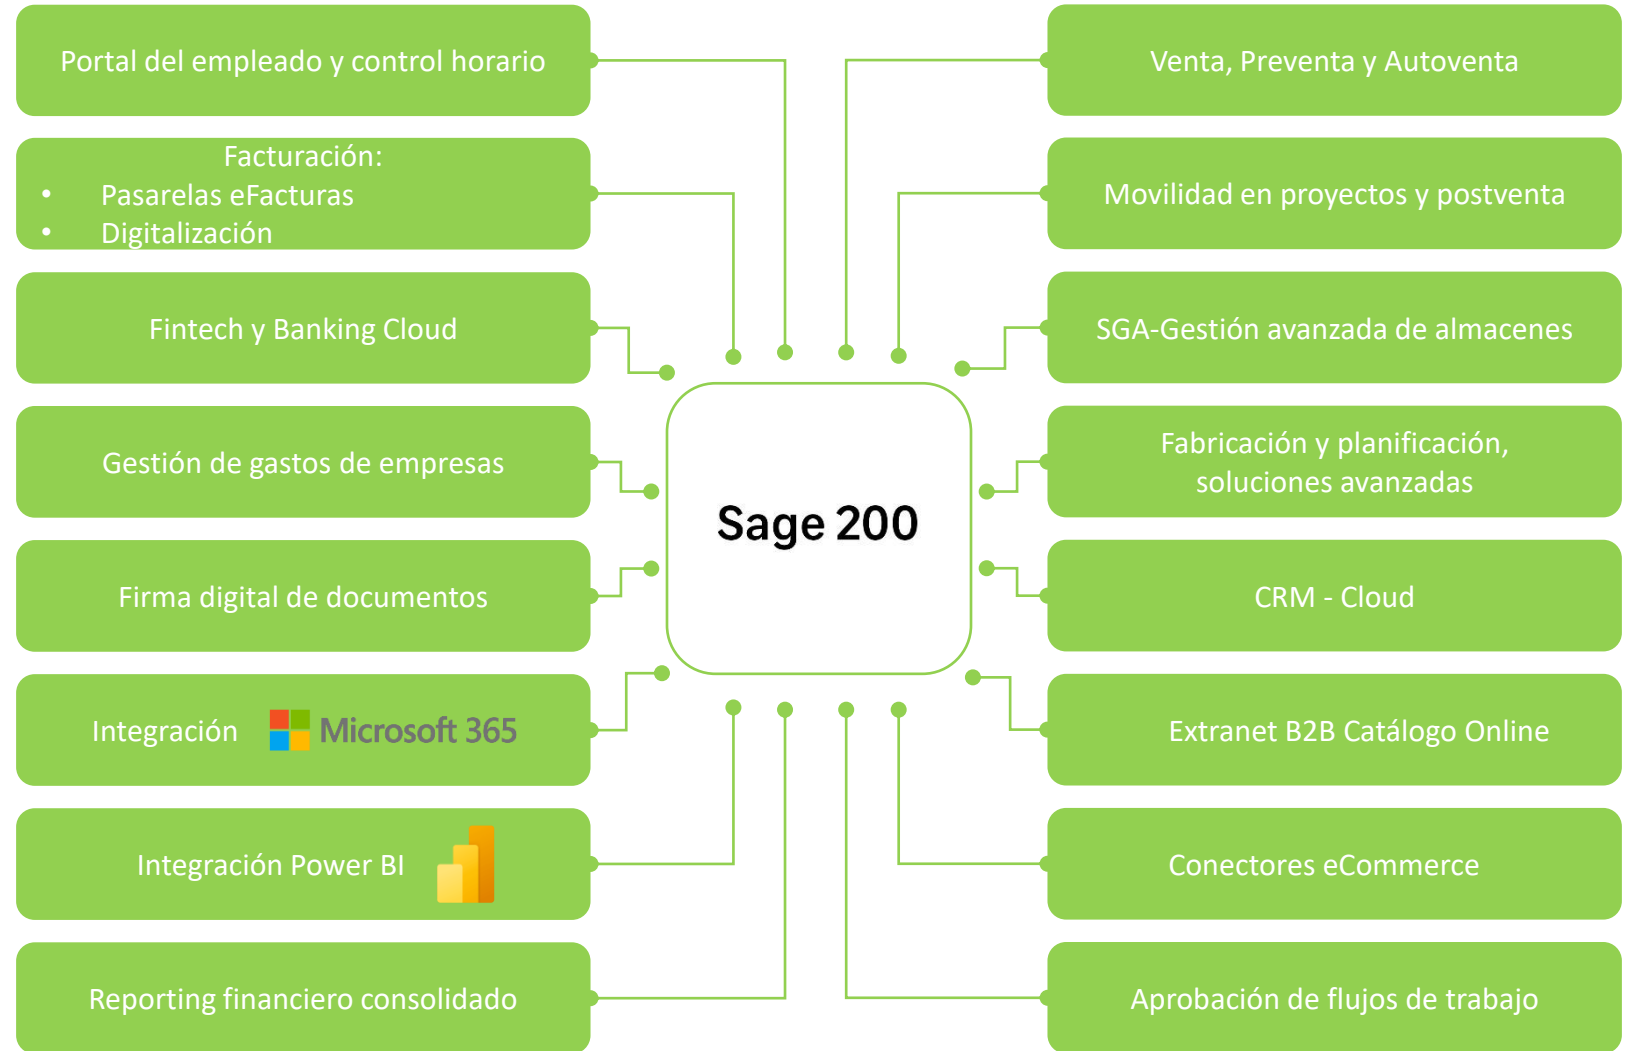 Portal del empleado y control horario
Facturación:
• Pasarelas eFacturas
• Digitalización
Fintech y Banking Cloud
Gestión de gastos de empresas
Firma digital de documentos
Integración Microsoft 365
Integración Power BI
Reporting financiero consolidado
Sage 200
Venta, Preventa y Autoventa
Movilidad en proyectos y postventa
SGA-Gestión avanzada de almacenes
Fabricación y planificación,
soluciones avanzadas
CRM - Cloud
Extranet B2B Catálogo Online
Conectores eCommerce
Aprobación de flujos de trabajo